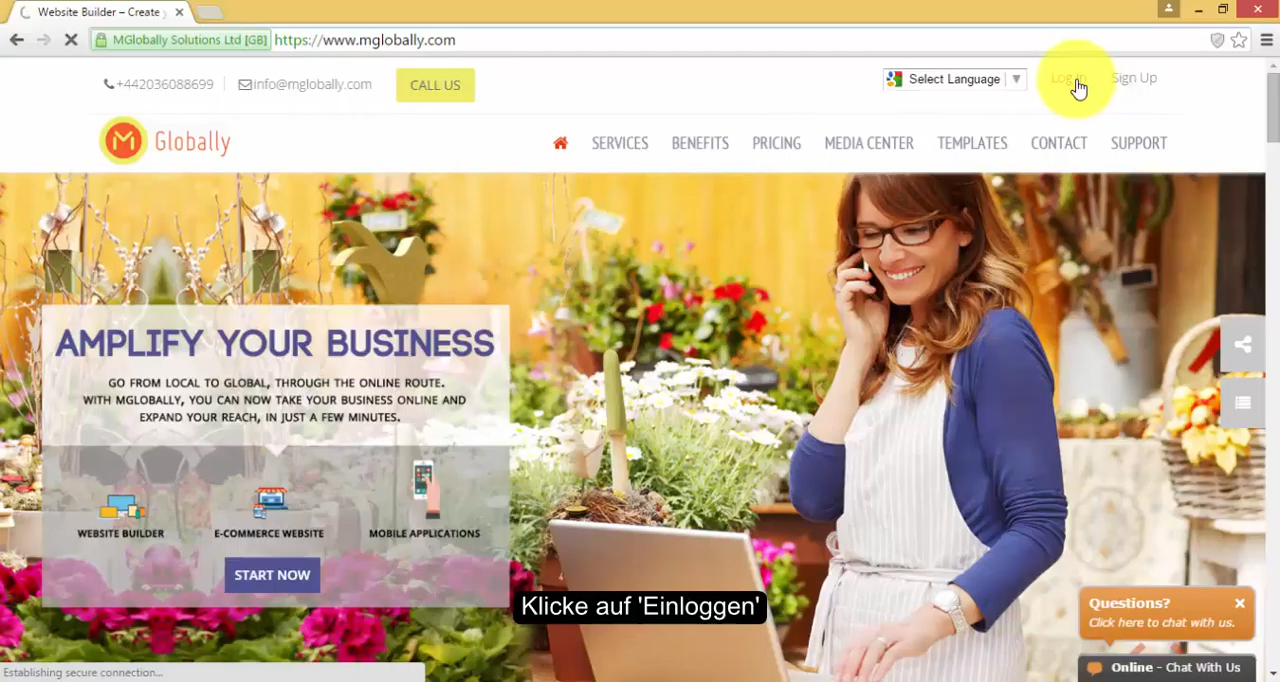 Website Builder – Create
MGlobally Solutions Ltd [GB]
https://www.mglobally.com
+442036088699
info@mglobally.com
CALL US
Select Language
Log In
Sign Up
M Globally
SERVICES
BENEFITS
PRICING
MEDIA CENTER
TEMPLATES
CONTACT
SUPPORT
AMPLIFY YOUR BUSINESS
GO FROM LOCAL TO GLOBAL, THROUGH THE ONLINE ROUTE.
WITH MGLOBALLY, YOU CAN NOW TAKE YOUR BUSINESS ONLINE AND
EXPAND YOUR REACH, IN JUST A FEW MINUTES.
WEBSITE BUILDER
E-COMMERCE WEBSITE
MOBILE APPLICATIONS
START NOW
Klicke auf 'Einloggen'
Questions?
Click here to chat with us.
Online - Chat With Us
Establishing secure connection...